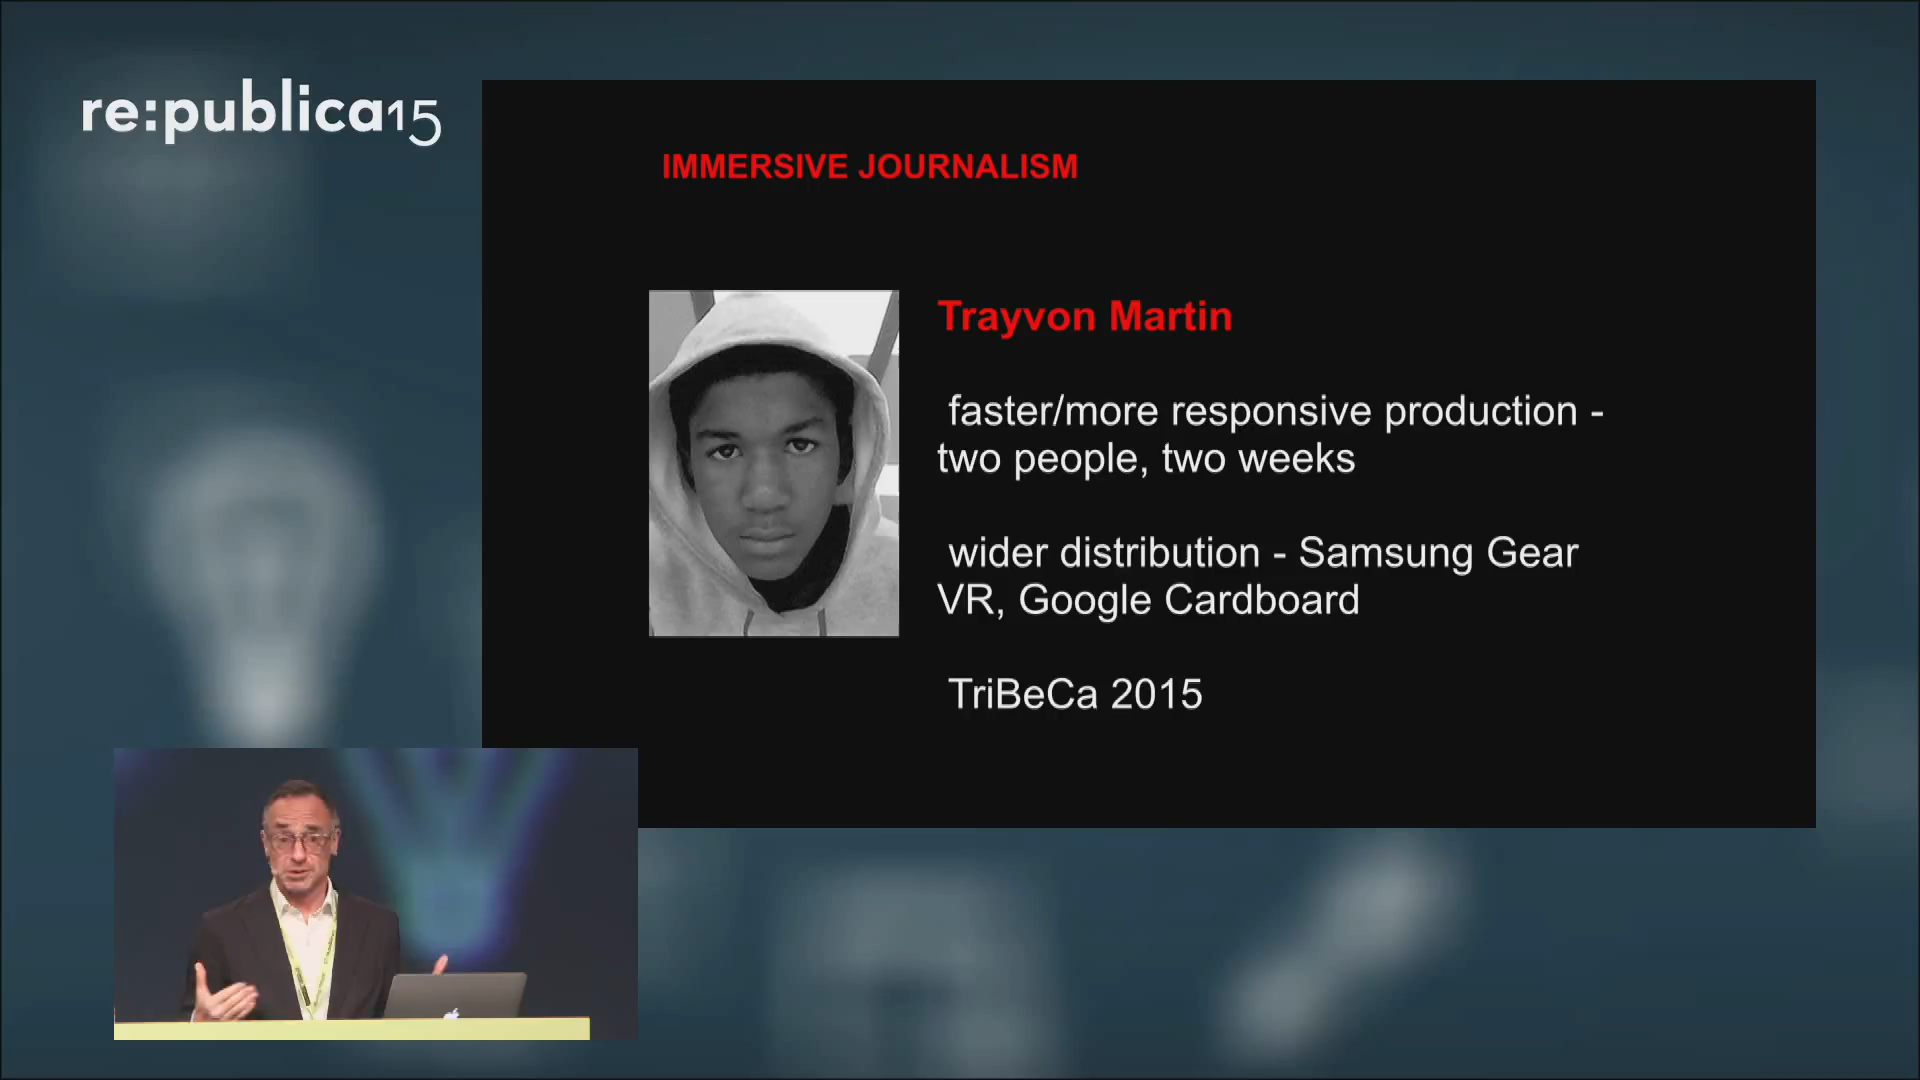 re:publica15
IMMERSIVE JOURNALISM
Trayvon Martin
faster/more responsive production -
two people, two weeks
wider distribution - Samsung Gear
VR, Google Cardboard
TriBeCa 2015